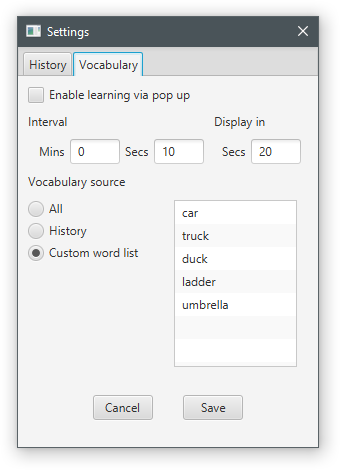 Settings
History Vocabulary
Enable learning via pop up
Interval Display in
Mins 0 Secs 10 Secs 20
Vocabulary source
All
History
Custom word list
car
truck
duck
ladder
umbrella
Cancel Save